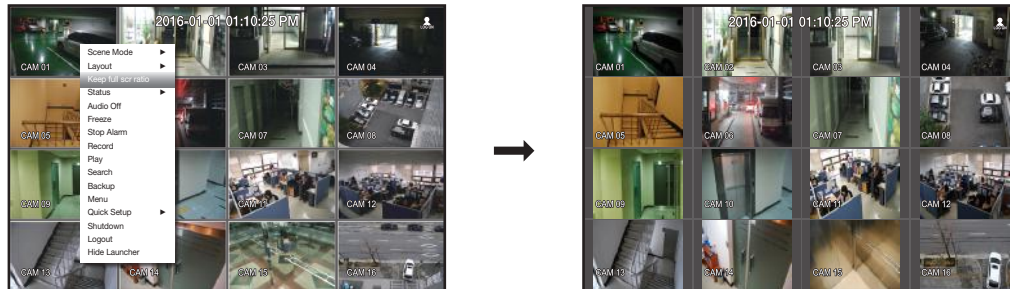 2016-01-01 01:10:25 PM
CAM 01
CAM 03
CAM 04
Scene Mode
Layout
Keep full scr ratio
Status
Audio Off
Freeze
Stop Alarm
Record
Play
Search
Backup
Menu
Quick Setup
Shutdown
Logout
Hide Launcher
CAM 05
CAM 07
CAM 08
CAM 09
CAM 11
CAM 12
CAM 13
CAM 14
CAM 15
CAM 16
2016-01-01 01:10:25 PM
CAM 01
CAM 02
CAM 03
CAM 04
CAM 05
CAM 06
CAM 07
CAM 08
CAM 09
CAM 10
CAM 11
CAM 12
CAM 13
CAM 14
CAM 15
CAM 16